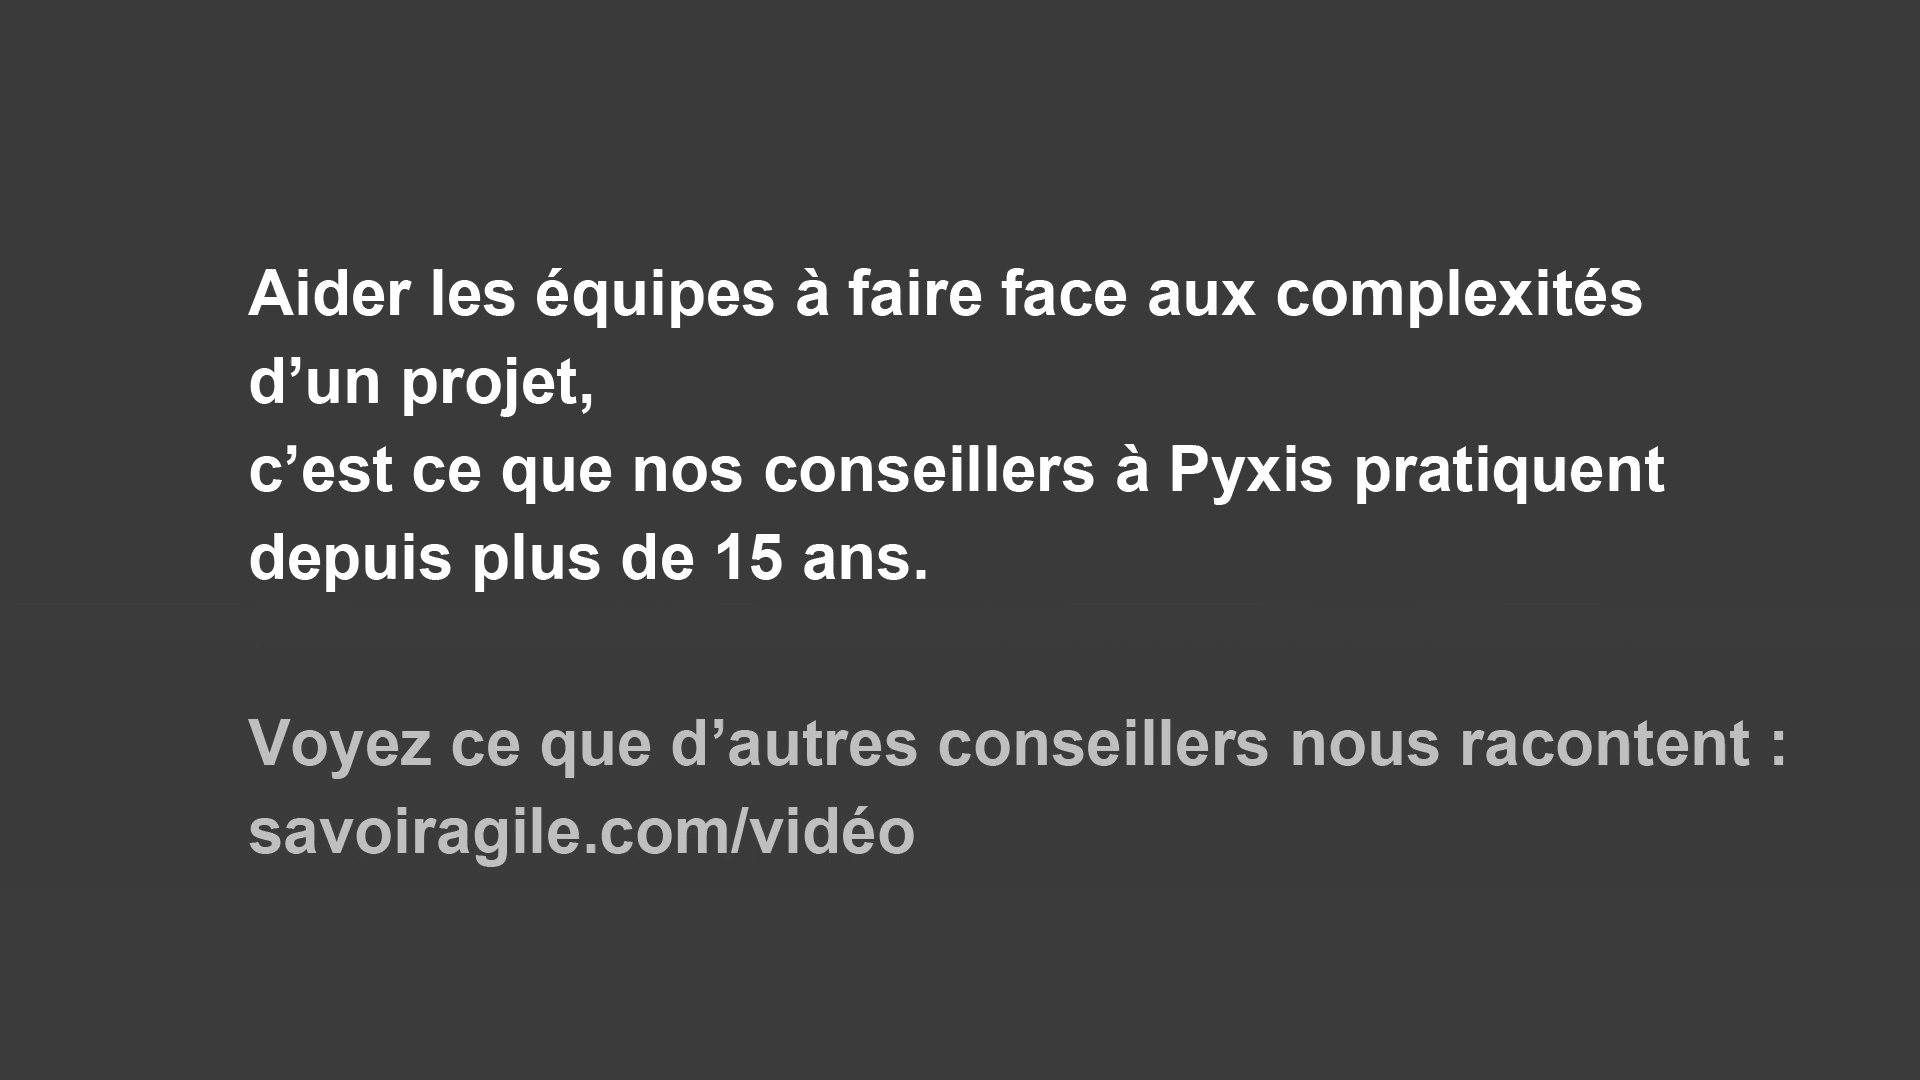 Aider les équipes à faire face aux complexités
d’un projet,
c’est ce que nos conseillers à Pyxis pratiquent
depuis plus de 15 ans.
Voyez ce que d’autres conseillers nous racontent :
savoiragile.com/vidéo